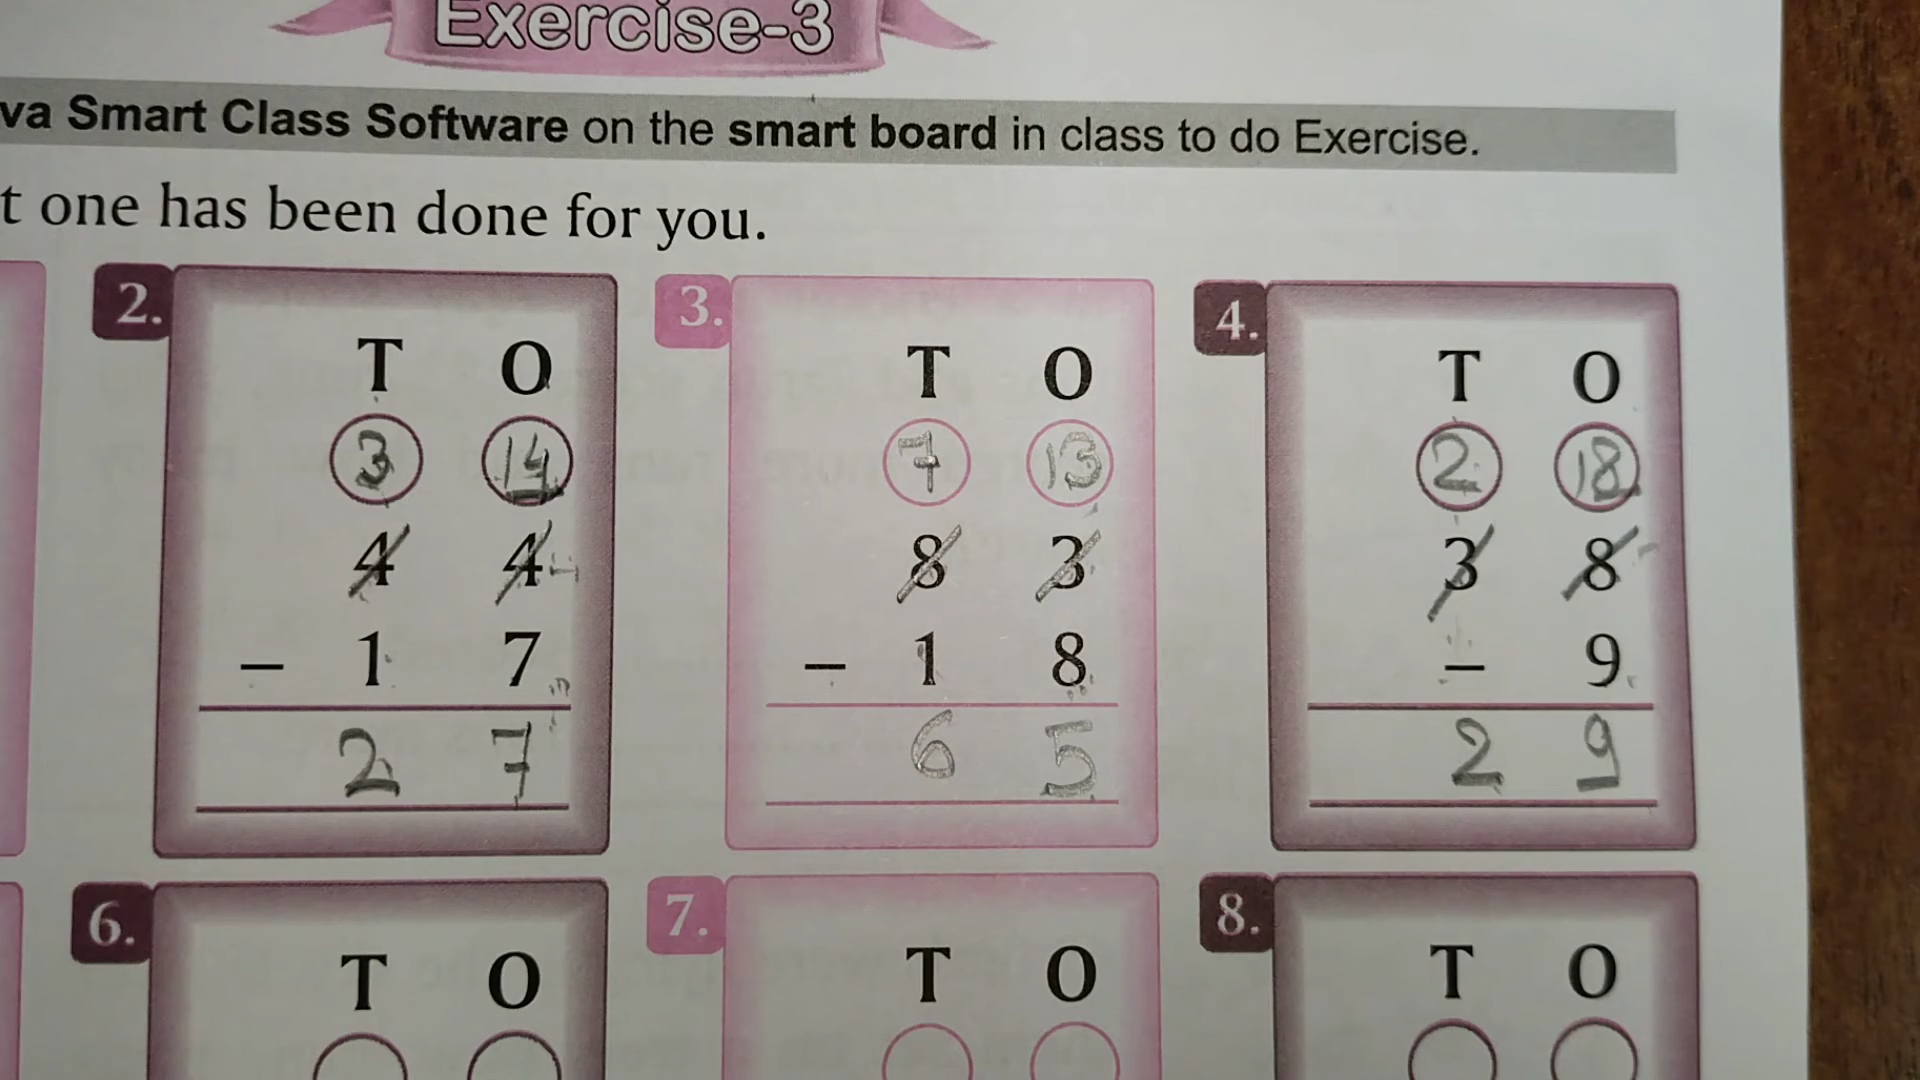 Exercise-3
va Smart Class Software on the smart board in class to do Exercise.
t one has been done for you.
2.
T O
3 14
4 4
- 1 7
2 7
3.
T O
7 13
8 3
- 1 8
6 5
4.
T O
2 18
3 8
- 9
2 9
6.
T O
7.
T O
8.
T O